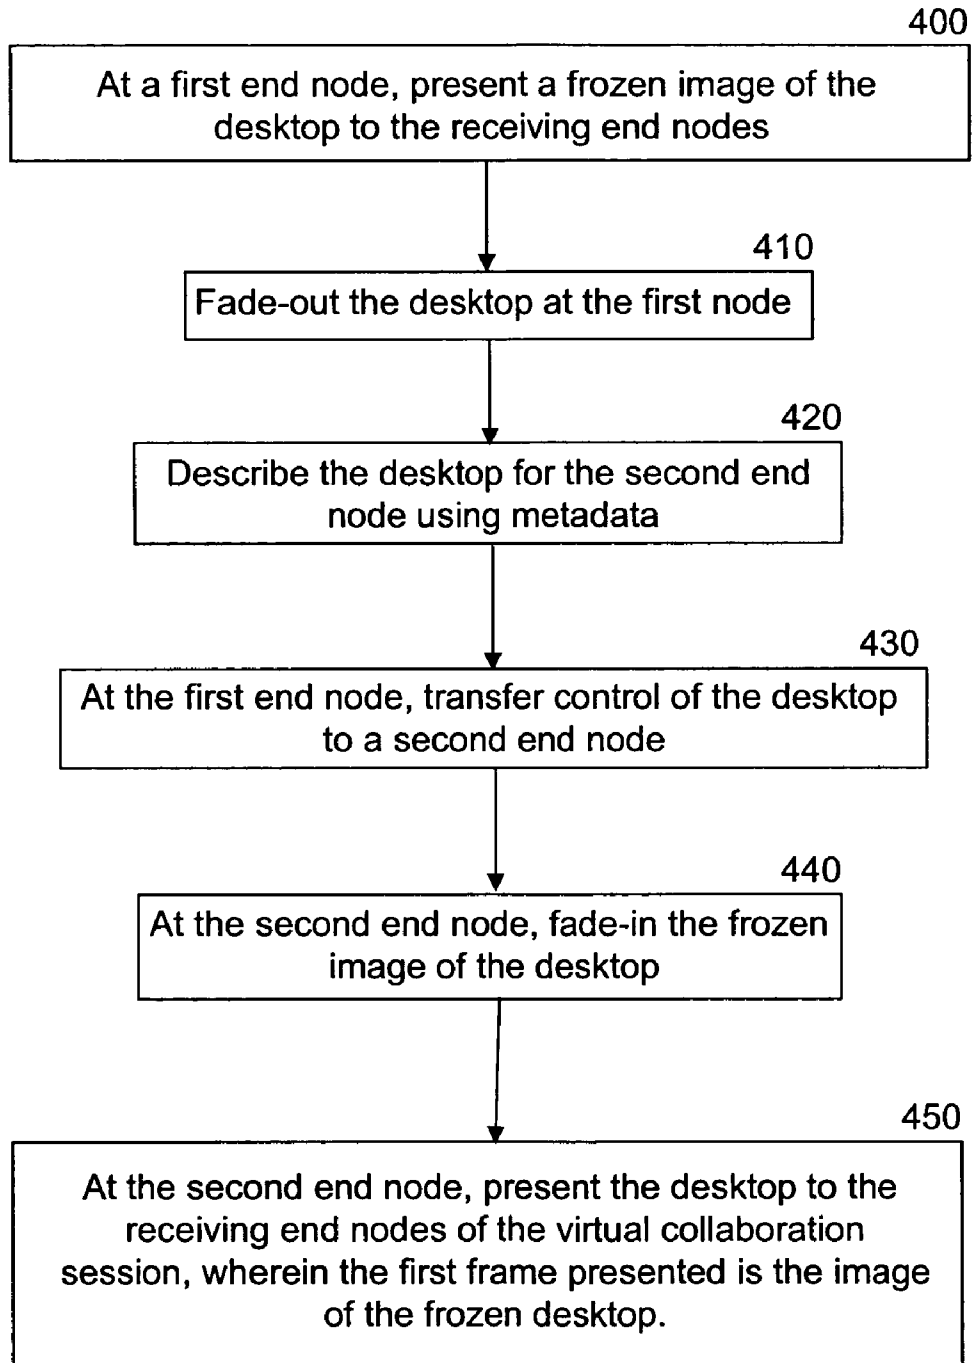 400
At a first end node, present a frozen image of the
desktop to the receiving end nodes
410
Fade-out the desktop at the first node
420
Describe the desktop for the second end
node using metadata
430
At the first end node, transfer control of the desktop
to a second end node
440
At the second end node, fade-in the frozen
image of the desktop
450
At the second end node, present the desktop to the
receiving end nodes of the virtual collaboration
session, wherein the first frame presented is the image
of the frozen desktop.